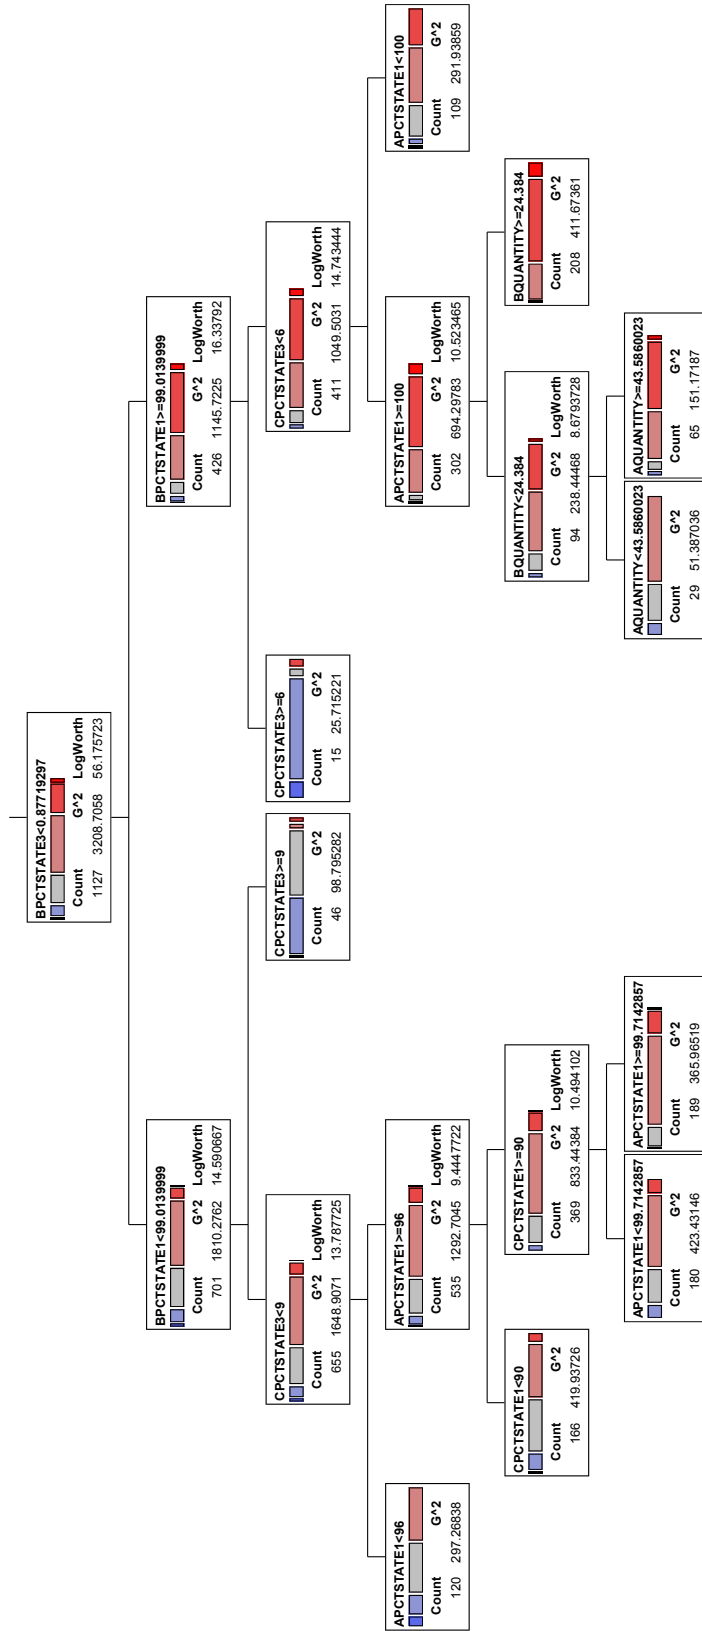 BPCTSTATE3<0.87719297
Count G^2 LogWorth
1127 3208.7058 56.175723
BPCTSTATE1<99.0139999
Count G^2 LogWorth
701 1810.2762 14.590667
BPCTSTATE1>=99.0139999
Count G^2 LogWorth
426 1145.7225 16.33792
CPCTSTATE3<9
Count G^2 LogWorth
655 1648.9071 13.787725
CPCTSTATE3>=9
Count G^2
46 98.795282
CPCTSTATE3>=6
Count G^2
15 25.715221
CPCTSTATE3<6
Count G^2 LogWorth
411 1049.5031 14.743444
APCTSTATE1<96
Count G^2
120 297.26838
APCTSTATE1>=96
Count G^2 LogWorth
535 1292.7045 9.4447722
APCTSTATE1>=100
Count G^2 LogWorth
302 694.29783 10.523465
APCTSTATE1<100
Count G^2
109 291.93859
CPCTSTATE1<90
Count G^2
166 419.93726
CPCTSTATE1>=90
Count G^2 LogWorth
369 833.44384 10.494102
BQUANTITY<24.384
Count G^2 LogWorth
94 238.44468 8.6793728
BQUANTITY>=24.384
Count G^2
208 411.67361
APCTSTATE1<99.7142857
Count G^2
180 423.43146
APCTSTATE1>=99.7142857
Count G^2
189 365.96519
AQUANTITY<43.5860023
Count G^2
29 51.387036
AQUANTITY>=43.5860023
Count G^2
65 151.17187